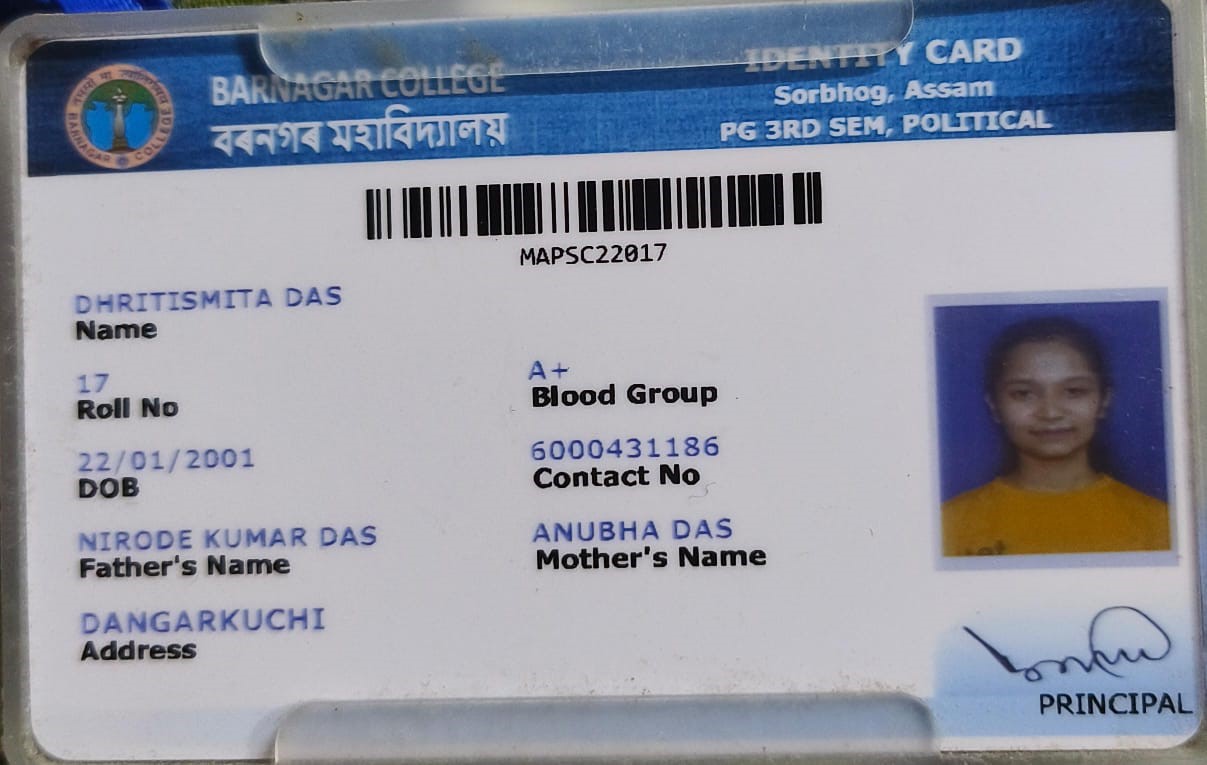 BARNAGAR COLLEGE
বৰনগৰ মহাবিদ্যালয়
IDENTITY CARD
Sorbhog, Assam
PG 3RD SEM, POLITICAL
BARNAGAR COLLEGE
MAPSC22017
DHRITISMITA DAS
Name
17
Roll No
A+
Blood Group
22/01/2001
DOB
6000431186
Contact No
NIRODE KUMAR DAS
Father's Name
ANUBHA DAS
Mother's Name
DANGARKUCHI
Address
PRINCIPAL